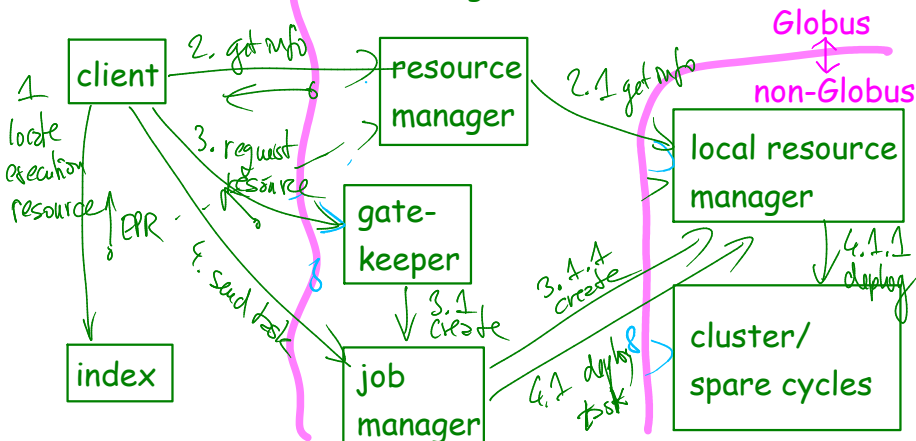 Globus
non-Globus
client
2. get info
resource
manager
2.1 get info
1
locate
execution
resource
EPR
3. request
resource
gate-
keeper
local resource
manager
4. send task
3.1
create
3.1.1
create
4.1.1
deploy
4.1 deploy
task
index
job
manager
cluster/
spare cycles